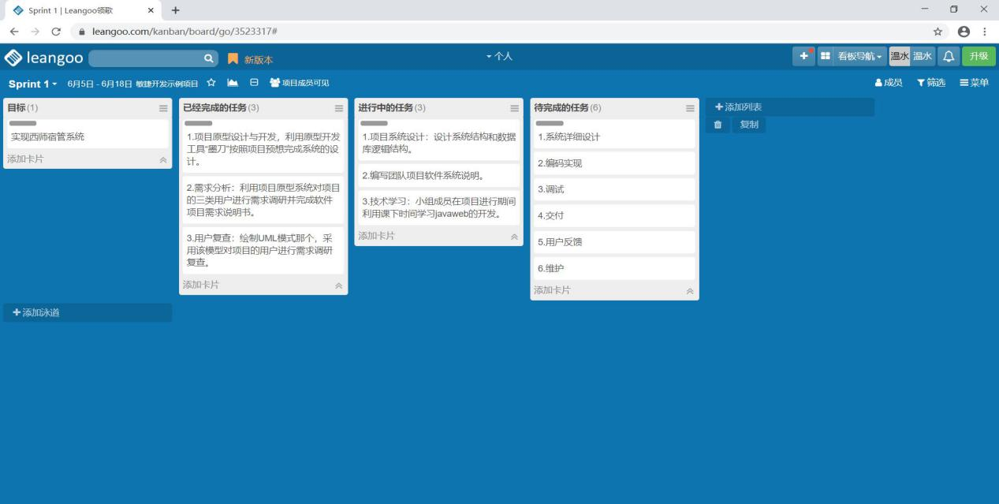 Sprint 1 | Leangoo领歌
leangoo.com/kanban/board/go/3523317#
leangoo
新版本
个人
看板导航
温水 温水
升级
Sprint 1
6月5日 - 6月18日 敏捷开发示例项目
项目成员可见
成员
筛选
菜单
目标(1)
实现西师宿管系统
添加卡片
已经完成的任务(3)
1.项目原型设计与开发，利用原型开发
工具“墨刀”按照项目预想完成系统的设
计。
2.需求分析：利用项目原型系统对项目
的三类用户进行需求调研并完成软件
项目需求说明书。
3.用户复查：绘制UML模式那个，采
用该模型对项目的用户进行需求调研
复查。
添加卡片
进行中的任务(3)
1.项目系统设计：设计系统结构和数据
库逻辑结构。
2.编写团队项目软件系统说明。
3.技术学习：小组成员在项目进行期间
利用课下时间学习javaweb的开发。
添加卡片
待完成的任务(6)
1.系统详细设计
2.编码实现
3.调试
4.交付
5.用户反馈
6.维护
添加卡片
添加列表
复制
添加泳道